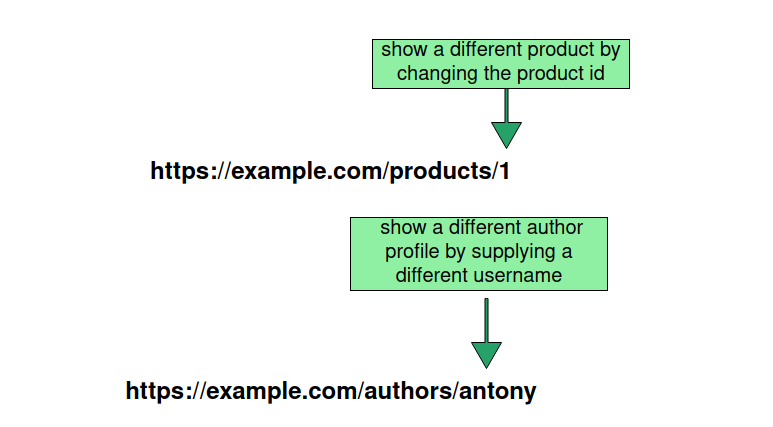 show a different product by
changing the product id
https://example.com/products/1
show a different author
profile by supplying a
different username
https://example.com/authors/antony